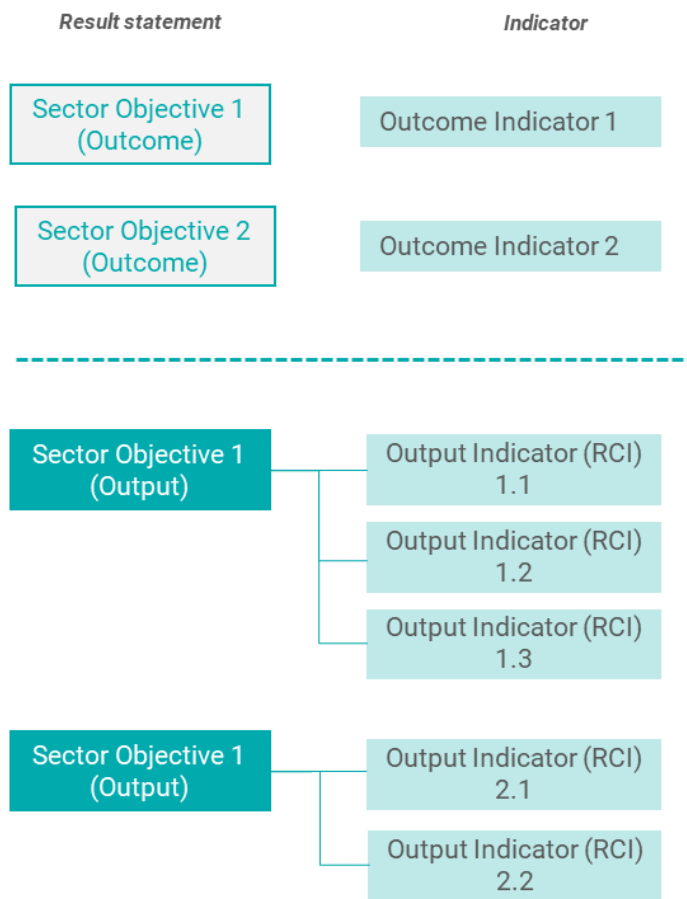 Result statement
Indicator
Sector Objective 1
(Outcome)
Outcome Indicator 1
Sector Objective 2
(Outcome)
Outcome Indicator 2
Sector Objective 1
(Output)
Output Indicator (RCI)
1.1
Output Indicator (RCI)
1.2
Output Indicator (RCI)
1.3
Sector Objective 1
(Output)
Output Indicator (RCI)
2.1
Output Indicator (RCI)
2.2